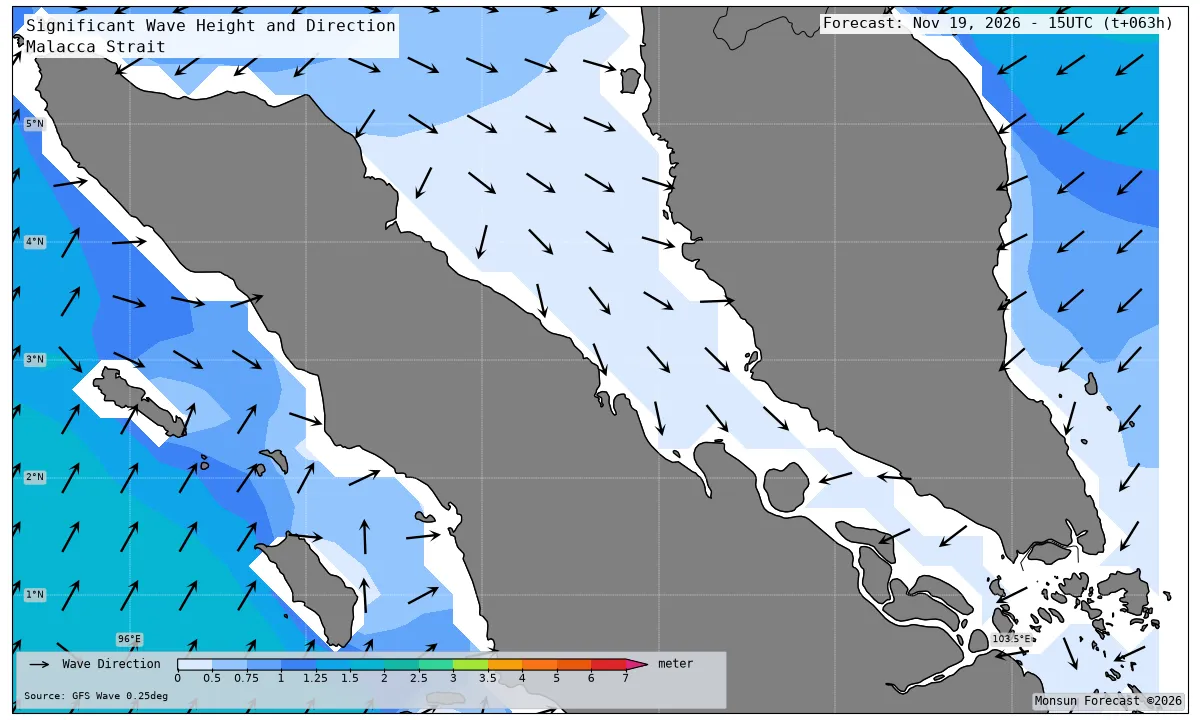 Significant Wave Height and Direction
Malacca Strait
Forecast: Nov 19, 2026 - 15UTC (t+063h)
5°N
4°N
3°N
2°N
1°N
96°E
103.5°E
Wave Direction
meter
0 0.5 0.75 1 1.25 1.5 2 2.5 3 3.5 4 5 6 7
Source: GFS Wave 0.25deg
Monsun Forecast ©2026